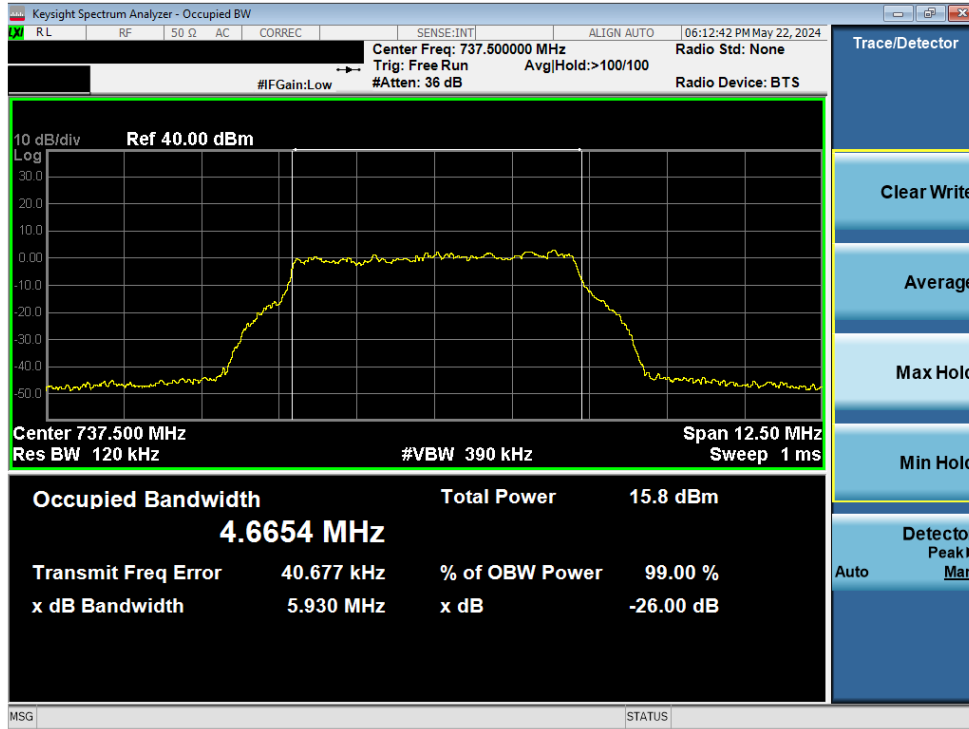 Keysight Spectrum Analyzer - Occupied BW
LXI RL RF 50 Ω AC CORREC SENSE:INT ALIGN AUTO 06:12:42 PM May 22, 2024
Center Freq: 737.500000 MHz Radio Std: None
Trig: Free Run Avg|Hold:>100/100
#IFGain:Low #Atten: 36 dB Radio Device: BTS
10 dB/div Ref 40.00 dBm
Log
30.0
20.0
10.0
0.00
-10.0
-20.0
-30.0
-40.0
-50.0
Center 737.500 MHz Span 12.50 MHz
Res BW 120 kHz #VBW 390 kHz Sweep 1 ms
Occupied Bandwidth Total Power 15.8 dBm
4.6654 MHz
Transmit Freq Error 40.677 kHz % of OBW Power 99.00 %
x dB Bandwidth 5.930 MHz x dB -26.00 dB
MSG STATUS
Trace/Detector
Clear Write
Average
Max Hold
Min Hold
Detecto
Peak
Auto Man